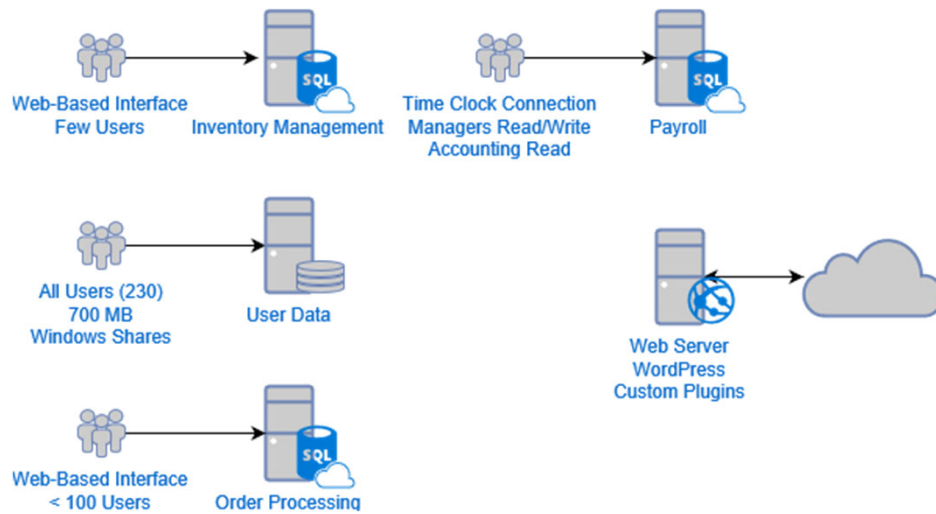 SQL
Web-Based Interface
Few Users
Inventory Management
SQL
Time Clock Connection
Managers Read/Write
Accounting Read
Payroll
All Users (230)
700 MB
Windows Shares
User Data
Web Server
WordPress
Custom Plugins
SQL
Web-Based Interface
< 100 Users
Order Processing